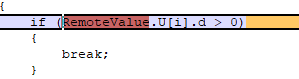 {
if (RemoteValue.U[i].d > 0)
{
break;